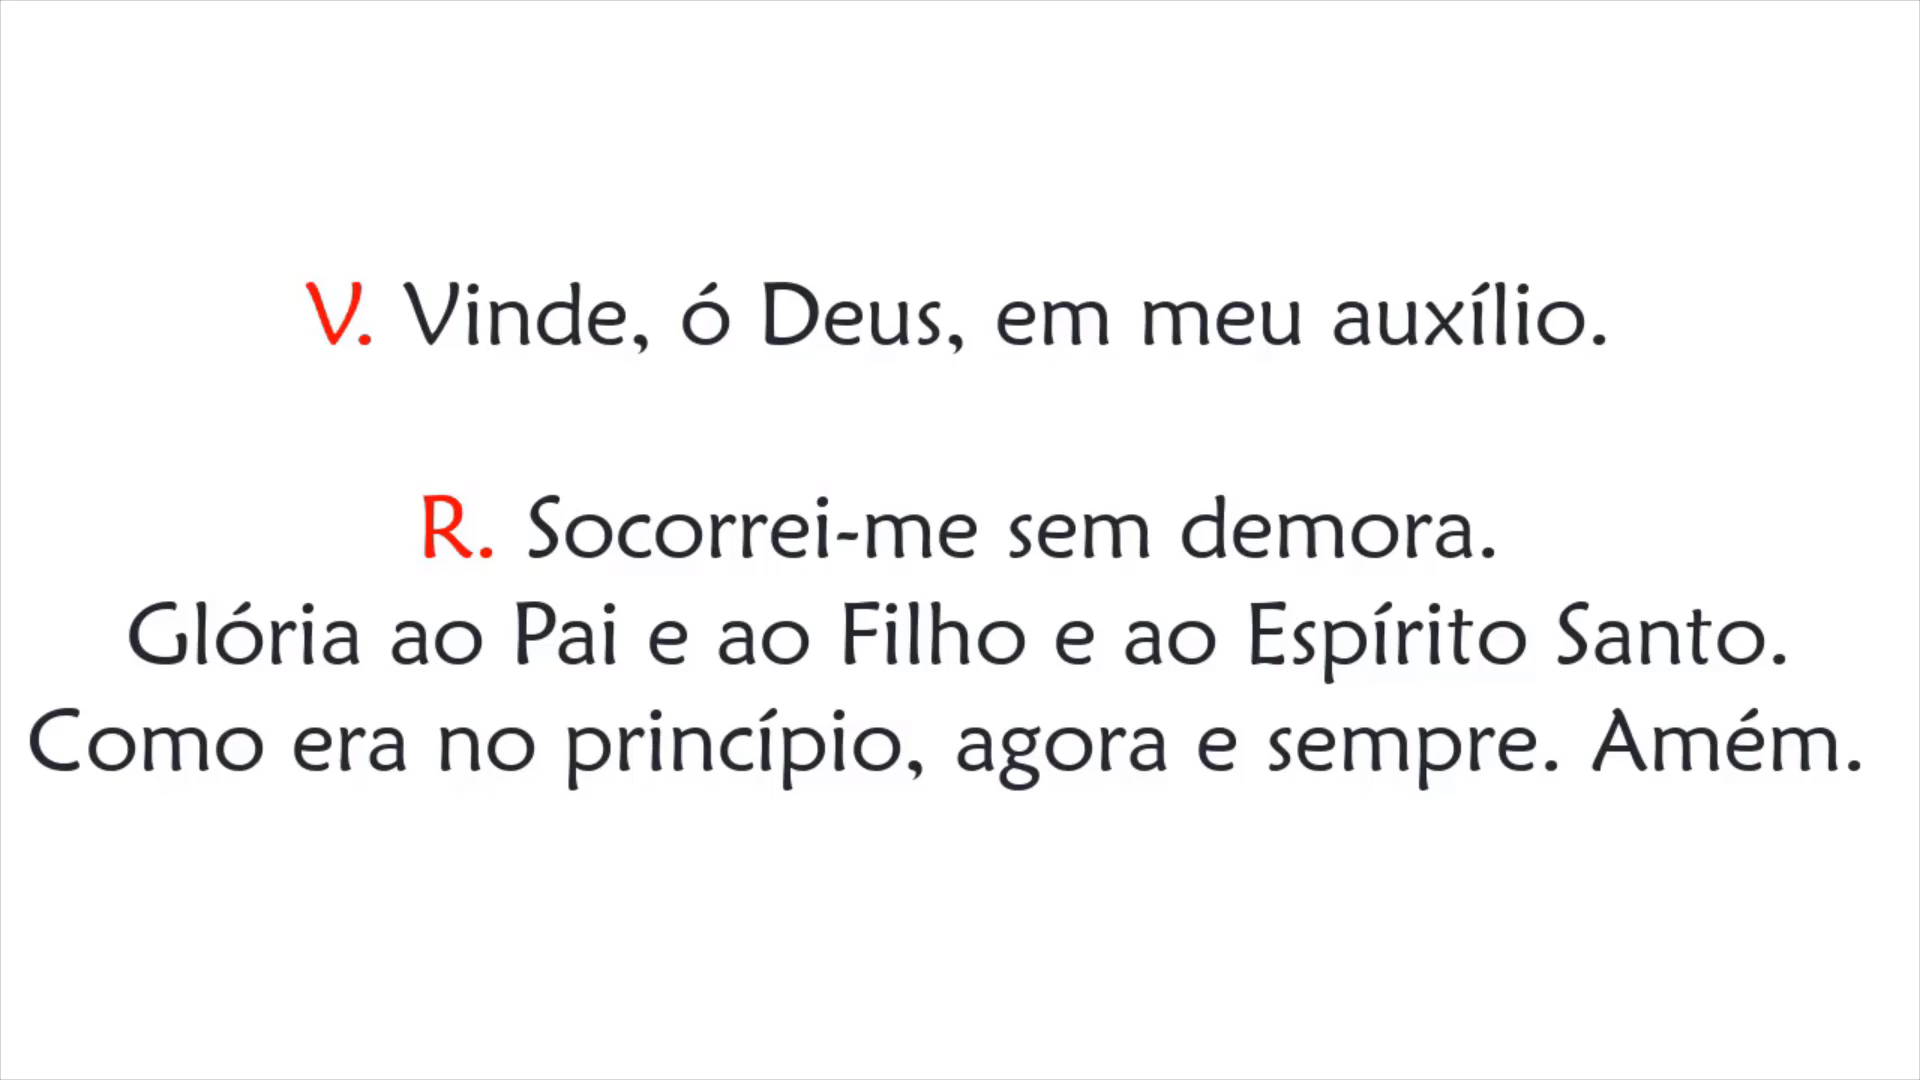 V. Vinde, ó Deus, em meu auxílio.
R. Socorrei-me sem demora.
Glória ao Pai e ao Filho e ao Espírito Santo.
Como era no princípio, agora e sempre. Amém.